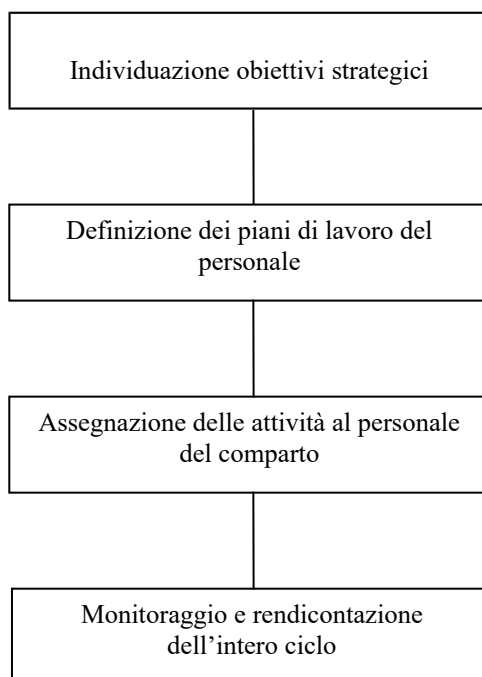 Individuazione obiettivi strategici
Definizione dei piani di lavoro del
personale
Assegnazione delle attività al personale
del comparto
Monitoraggio e rendicontazione
dell’intero ciclo